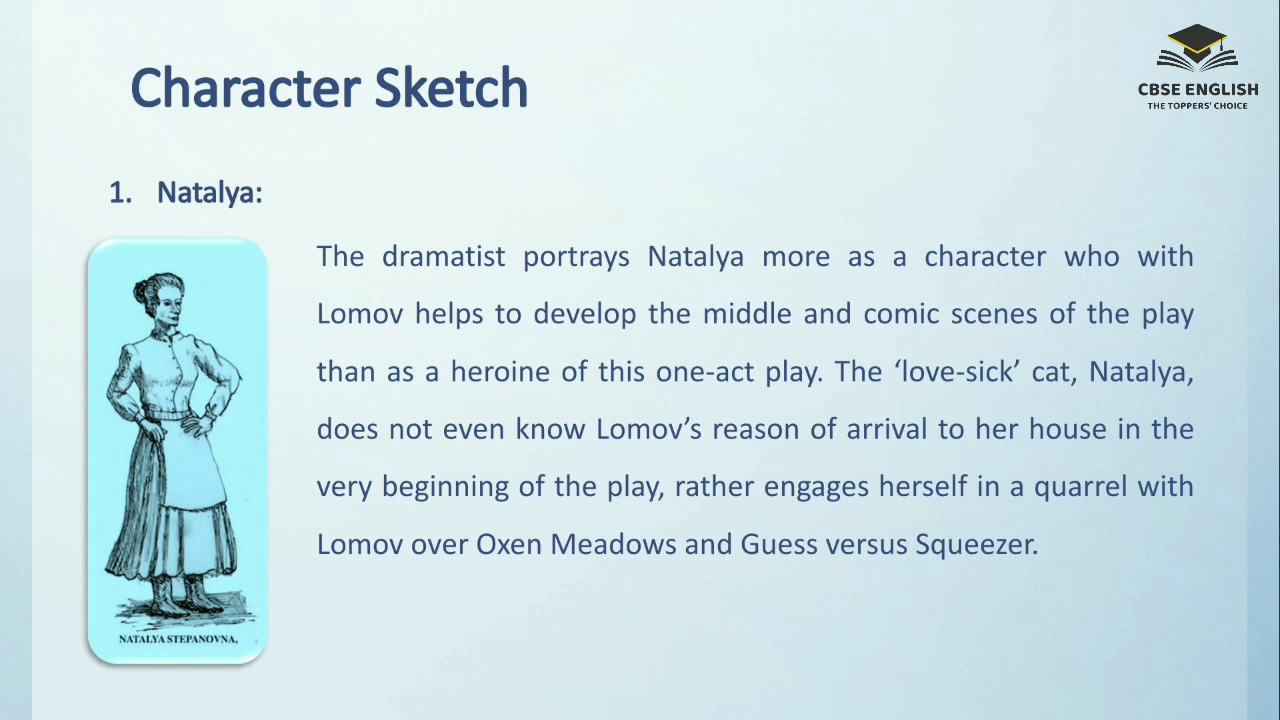 Character Sketch
CBSE ENGLISH
THE TOPPERS' CHOICE
1. Natalya:
The dramatist portrays Natalya more as a character who with
Lomov helps to develop the middle and comic scenes of the play
than as a heroine of this one-act play. The ‘love-sick’ cat, Natalya,
does not even know Lomov’s reason of arrival to her house in the
very beginning of the play, rather engages herself in a quarrel with
Lomov over Oxen Meadows and Guess versus Squeezer.
NATALYA STEPANOVNA,